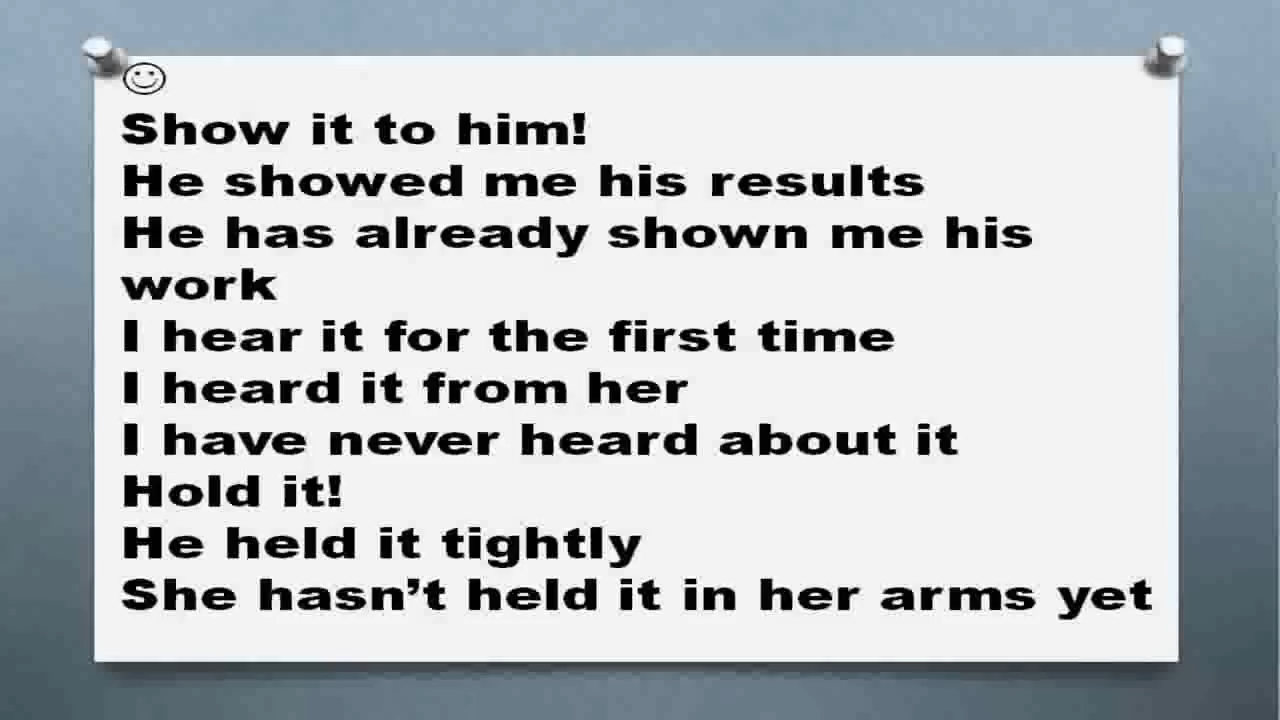 Show it to him!
He showed me his results
He has already shown me his
work
I hear it for the first time
I heard it from her
I have never heard about it
Hold it!
He held it tightly
She hasn’t held it in her arms yet